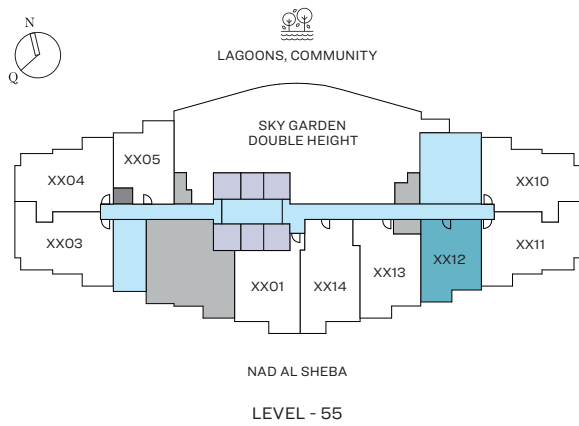 N
Q
LAGOONS, COMMUNITY
SKY GARDEN
DOUBLE HEIGHT
XX05
XX04
XX10
XX03
XX11
XX12
XX13
XX01
XX14
NAD AL SHEBA
LEVEL - 55